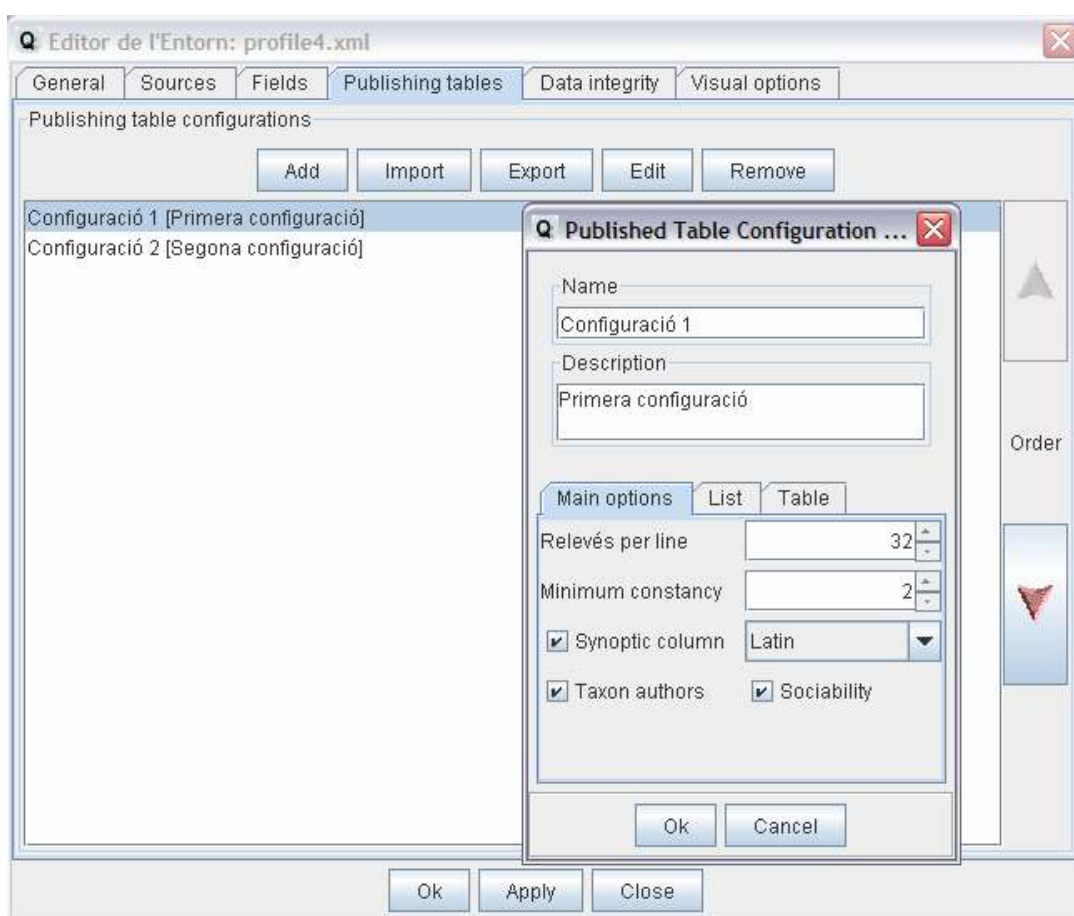 Q Editor de l'Entorn: profile4.xml
General Sources Fields Publishing tables Data integrity Visual options
Publishing table configurations
Add Import Export Edit Remove
Configuració 1 [Primera configuració]
Configuració 2 [Segona configuració]
Order
Q Published Table Configuration ...
Name
Configuració 1
Description
Primera configuració
Main options List Table
Relevés per line 32
Minimum constancy 2
Synoptic column Latin
Taxon authors Sociability
Ok Cancel
Ok Apply Close